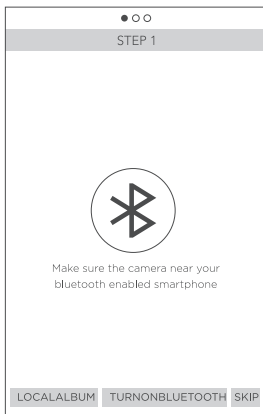 STEP 1
Make sure the camera near your
bluetooth enabled smartphone
LOCALALBUM TURNONBLUETOOTH SKIP